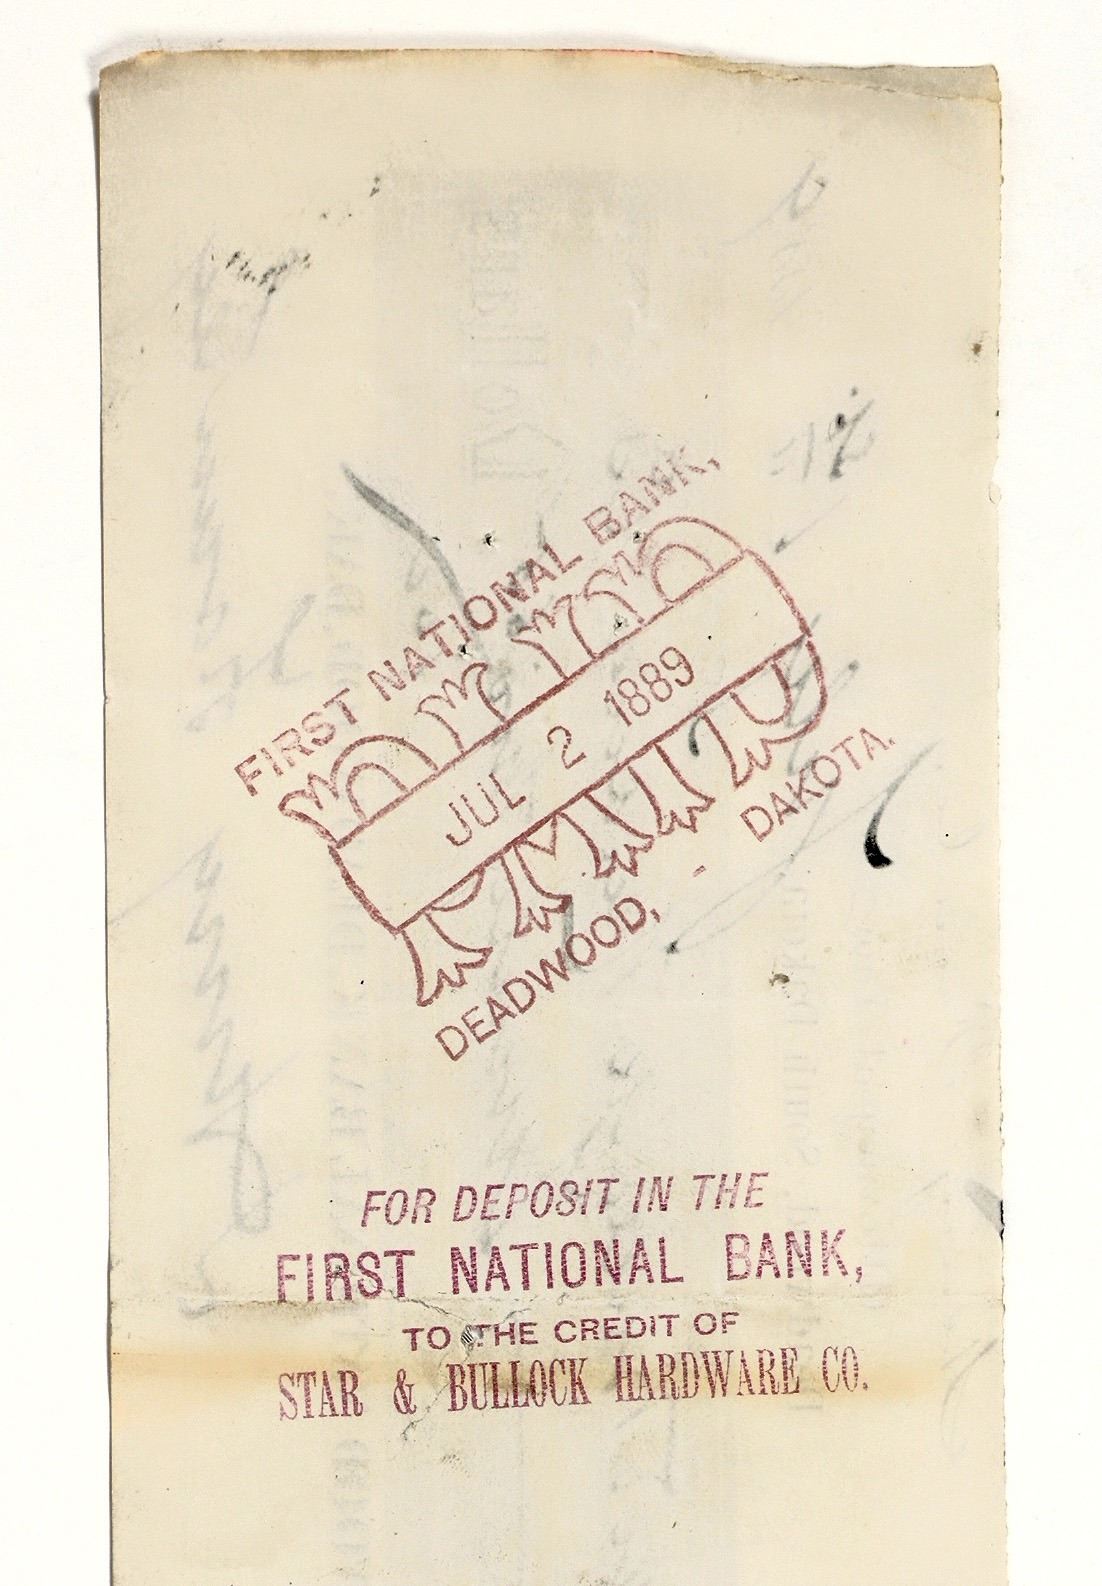 FIRST NATIONAL BANK,
JUL 2 1889
DEADWOOD, - DAKOTA.
FOR DEPOSIT IN THE
FIRST NATIONAL BANK,
TO THE CREDIT OF
STAR & BULLOCK HARDWARE CO.